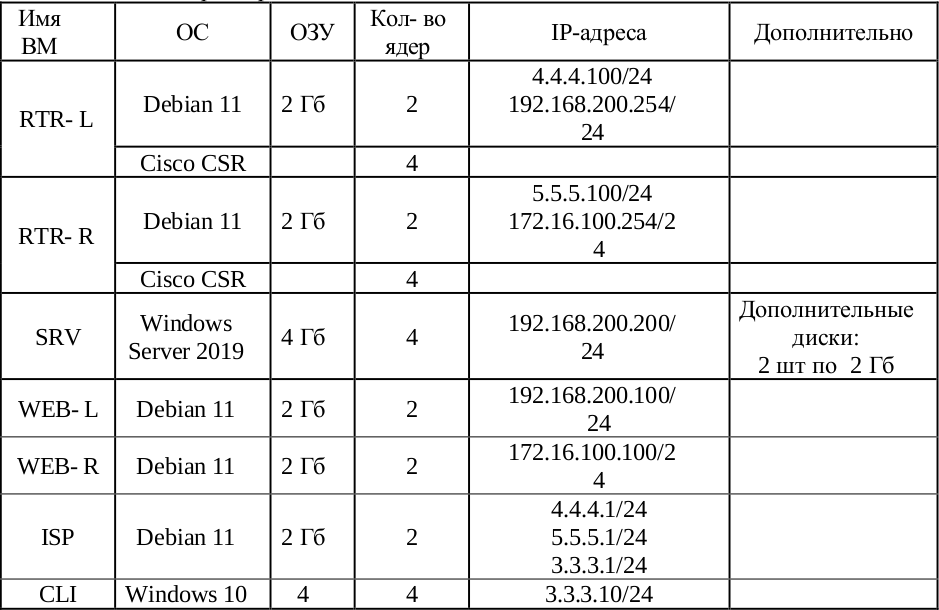 Имя ВМ
ОС
ОЗУ
Кол- во ядер
IP-адреса
Дополнительно
RTR- L
Debian 11
2 Гб
2
4.4.4.100/24
192.168.200.254/
24
Cisco CSR
4
RTR- R
Debian 11
2 Гб
2
5.5.5.100/24
172.16.100.254/2
4
Cisco CSR
4
SRV
Windows
Server 2019
4 Гб
4
192.168.200.200/
24
Дополнительные
диски:
2 шт по 2 Гб
WEB- L
Debian 11
2 Гб
2
192.168.200.100/
24
WEB- R
Debian 11
2 Гб
2
172.16.100.100/2
4
ISP
Debian 11
2 Гб
2
4.4.4.1/24
5.5.5.1/24
3.3.3.1/24
CLI
Windows 10
4
4
3.3.3.10/24